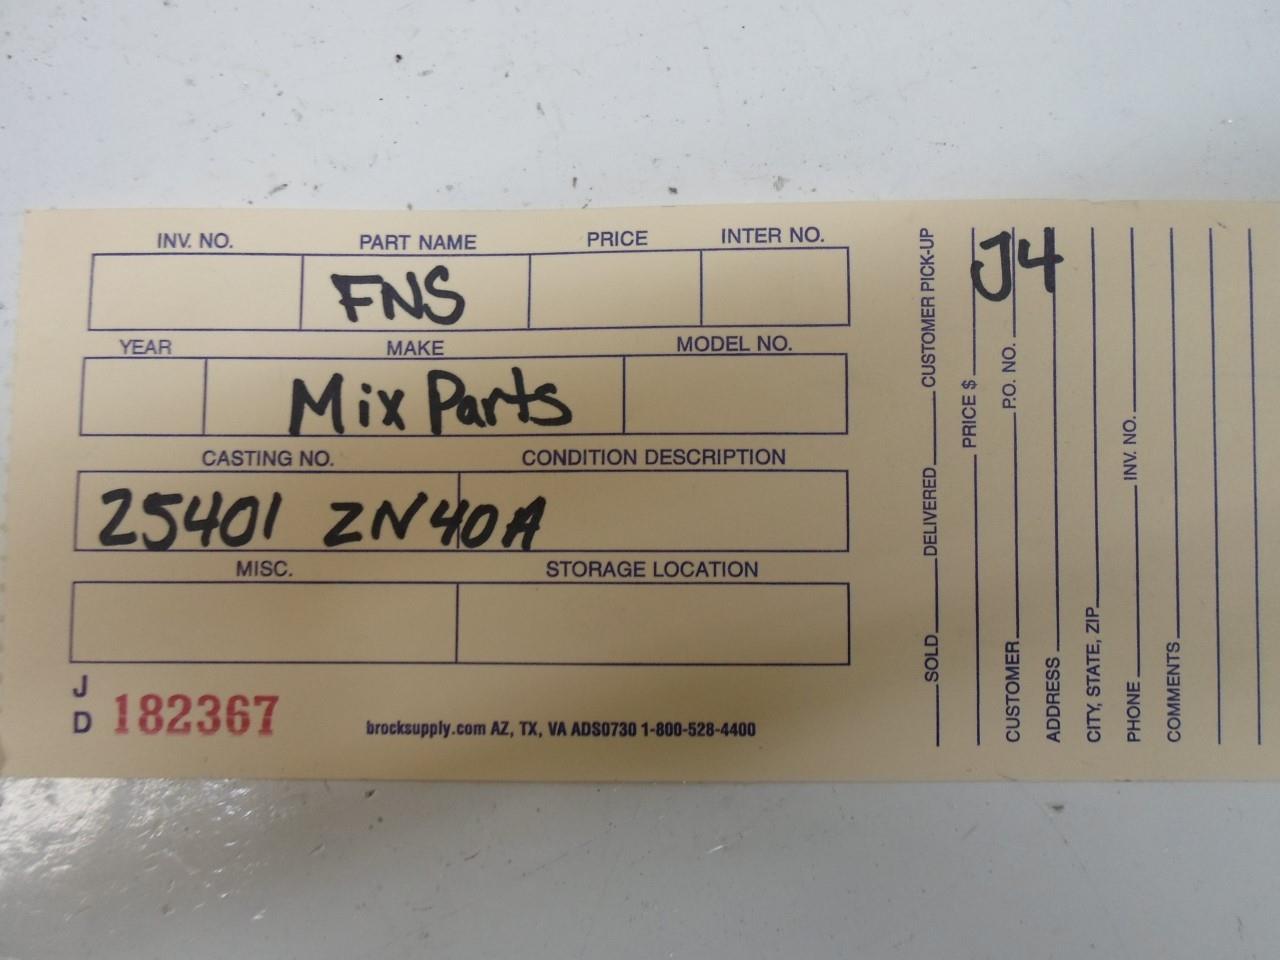 INV. NO. PART NAME PRICE INTER NO.
FNS
YEAR MAKE MODEL NO.
Mix Parts
CASTING NO. CONDITION DESCRIPTION
25401 ZN40A
MISC. STORAGE LOCATION
J
D 182367
brocksupply.com AZ, TX, VA ADS0730 1-800-528-4400
J4
SOLD DELIVERED CUSTOMER PICK-UP
PRICE $
CUSTOMER P.O. NO.
ADDRESS
CITY, STATE, ZIP
PHONE INV. NO.
COMMENTS